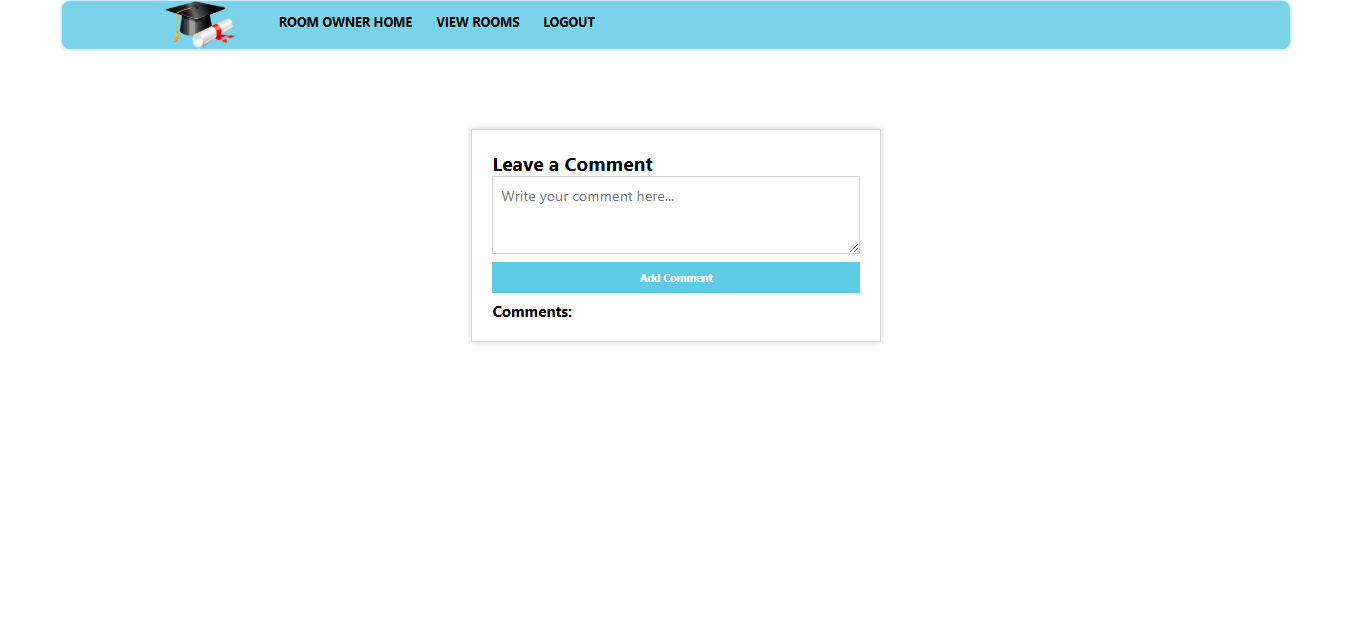 ROOM OWNER HOME VIEW ROOMS LOGOUT
Leave a Comment
Write your comment here...
Add Comment
Comments: